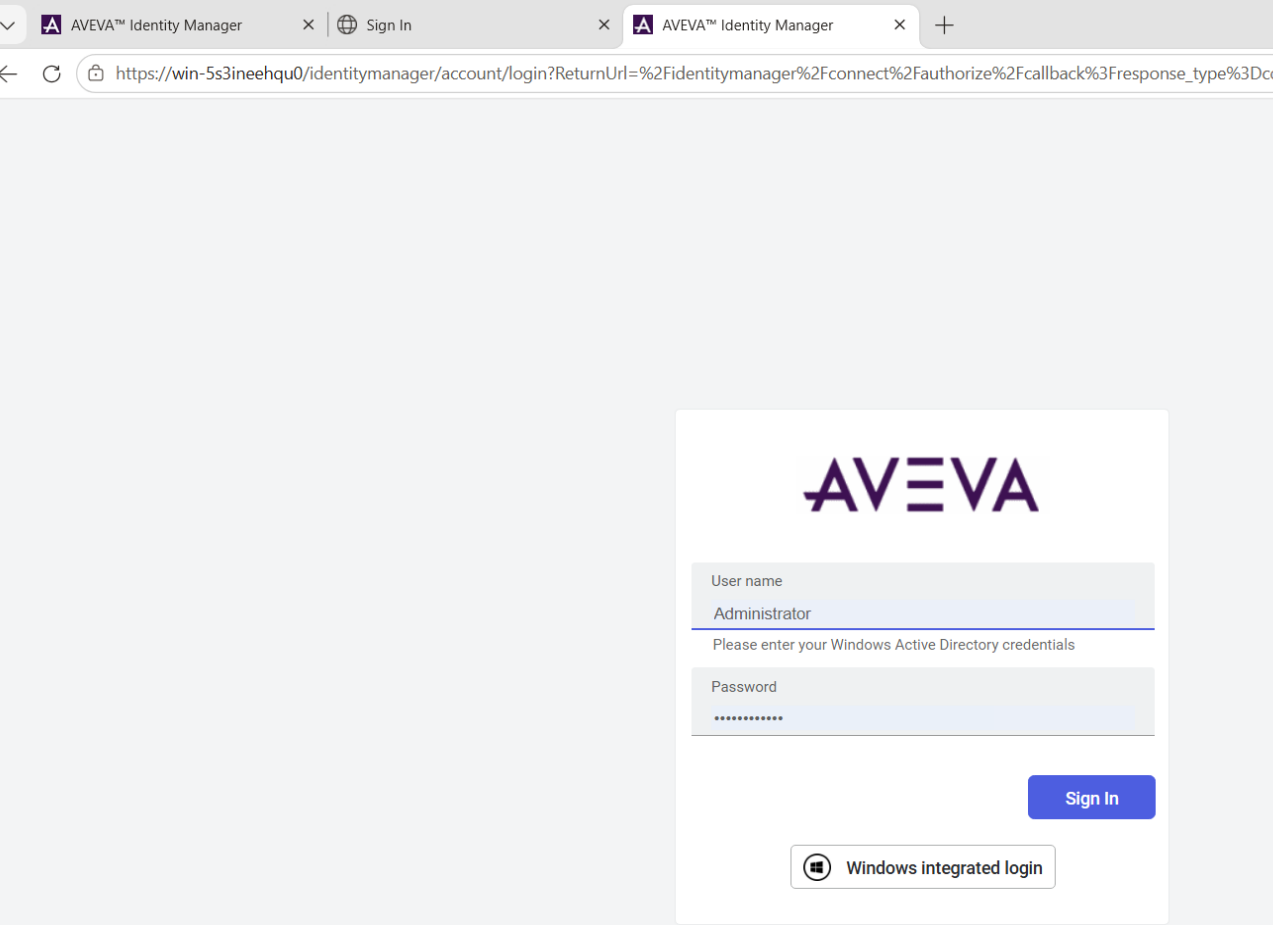 AVEVA™ Identity Manager
Sign In
AVEVA™ Identity Manager
https://win-5s3ineehqu0/identitymanager/account/login?ReturnUrl=%2Fidentitymanager%2Fconnect%2Fauthorize%2Fcallback%3Fresponse_type%3Dc
AVEVA
User name
Administrator
Please enter your Windows Active Directory credentials
Password
••••••••••••
Sign In
Windows integrated login